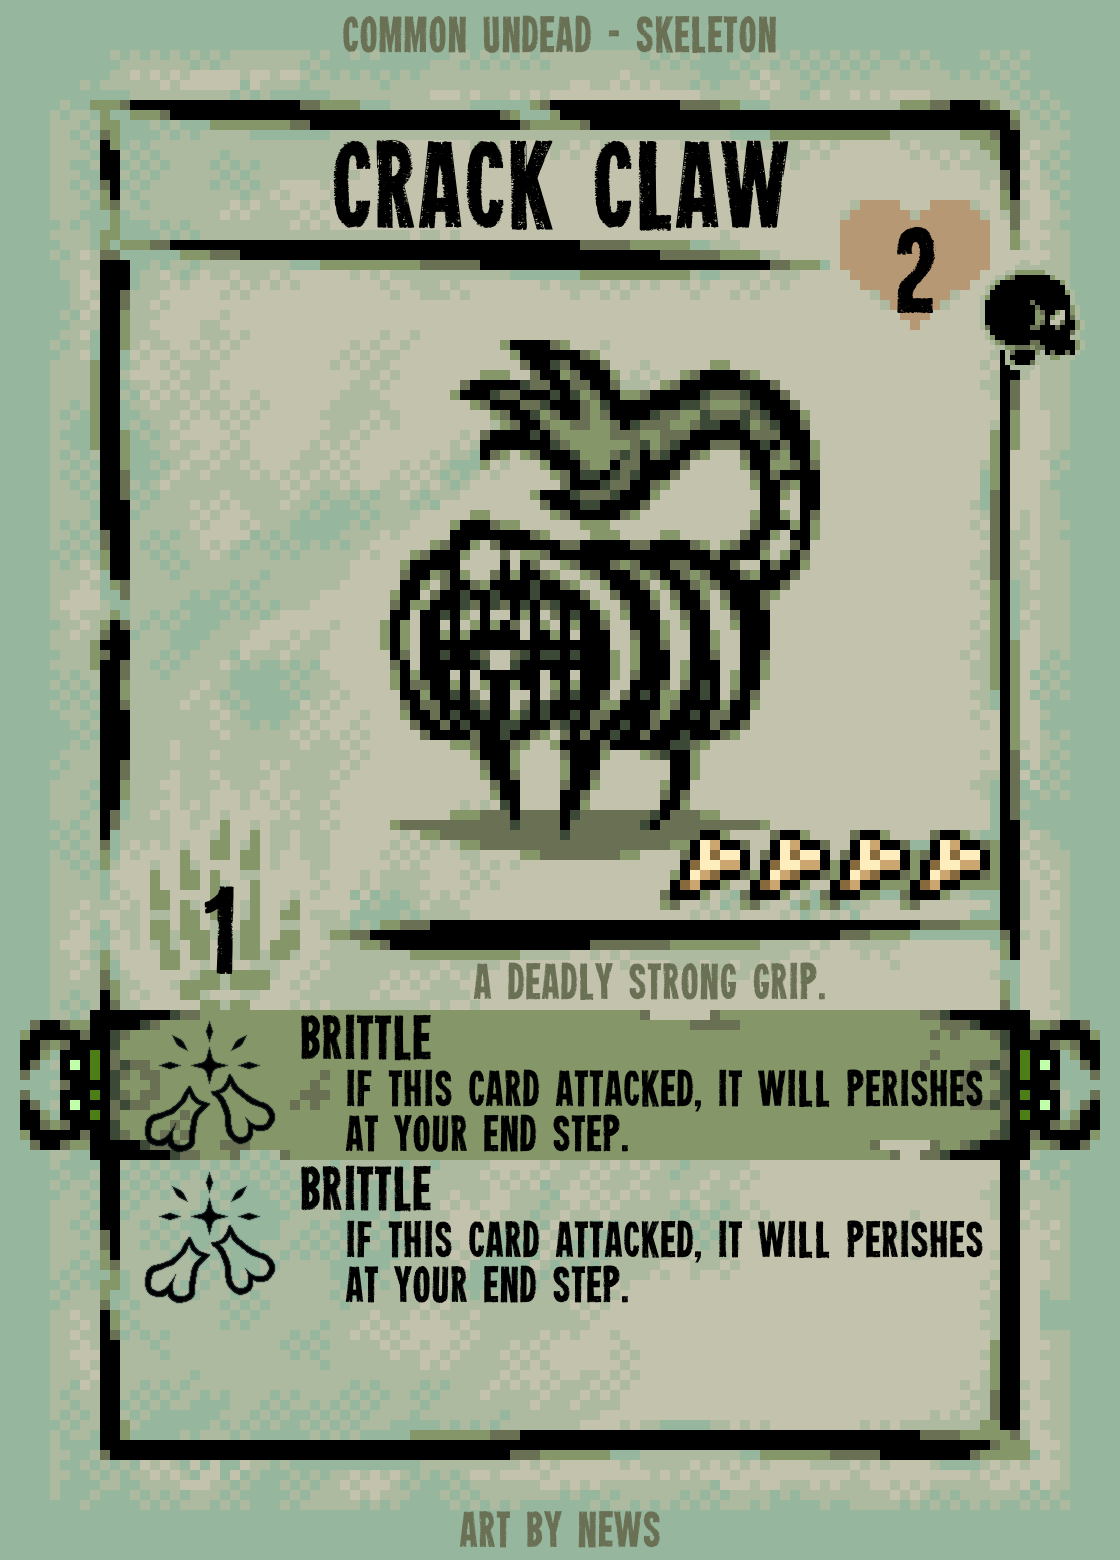 COMMON UNDEAD - SKELETON
CRACK CLAW
2
1
A DEADLY STRONG GRIP.
BRITTLE
IF THIS CARD ATTACKED, IT WILL PERISHES
AT YOUR END STEP.
BRITTLE
IF THIS CARD ATTACKED, IT WILL PERISHES
AT YOUR END STEP.
ART BY NEWS